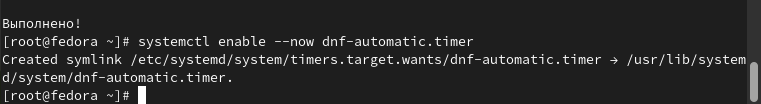 Выполнено!
[root@fedora ~]# systemctl enable --now dnf-automatic.timer
Created symlink /etc/systemd/system/timers.target.wants/dnf-automatic.timer → /usr/lib/system
d/system/dnf-automatic.timer.
[root@fedora ~]#